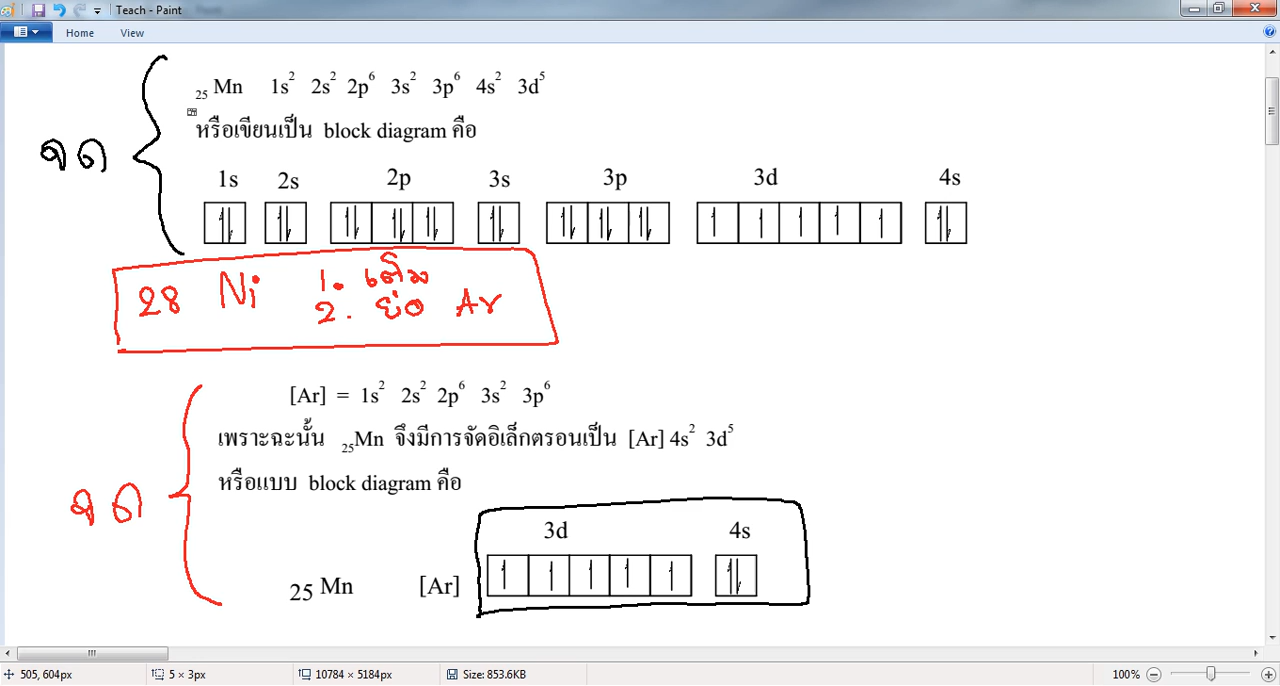 Teach - Paint
Home View
₂₅Mn 1s² 2s² 2p⁶ 3s² 3p⁶ 4s² 3d⁵
หรือเขียนเป็น block diagram คือ
จด
1s 2s 2p 3s 3p 3d 4s
28 Ni 1. เต็ม
2. ย่อ Ar
[Ar] = 1s² 2s² 2p⁶ 3s² 3p⁶
เพราะฉะนั้น ₂₅Mn จึงมีการจัดอิเล็กตรอนเป็น [Ar] 4s² 3d⁵
หรือแบบ block diagram คือ
จด
3d 4s
25 Mn [Ar]
505, 604px 5 × 3px 10784 × 5184px Size: 853.6KB 100%